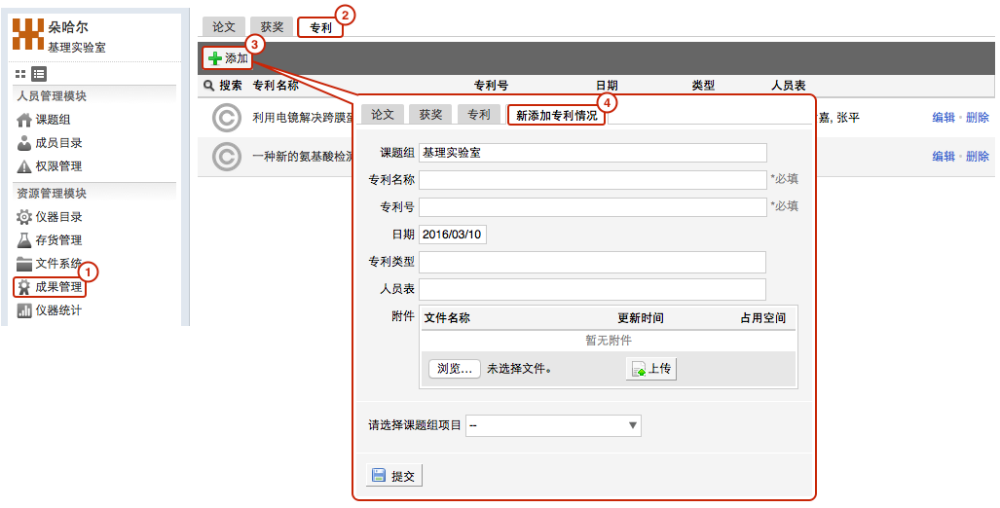 朵哈尔
基理实验室
人员管理模块
课题组
成员目录
权限管理
资源管理模块
仪器目录
存货管理
文件系统
1
成果管理
仪器统计
论文 获奖 专利 2
3
添加
搜索 专利名称 专利号 日期 类型 人员表
利用电镜解决跨膜 嘉, 张平 编辑 删除
一种新的氨基酸检 编辑 删除
论文 获奖 专利 新添加专利情况 4
课题组 基理实验室
专利名称 *必填
专利号 *必填
日期 2016/03/10
专利类型
人员表
附件 文件名称 更新时间 占用空间
暂无附件
浏览... 未选择文件。 上传
请选择课题组项目 --
提交